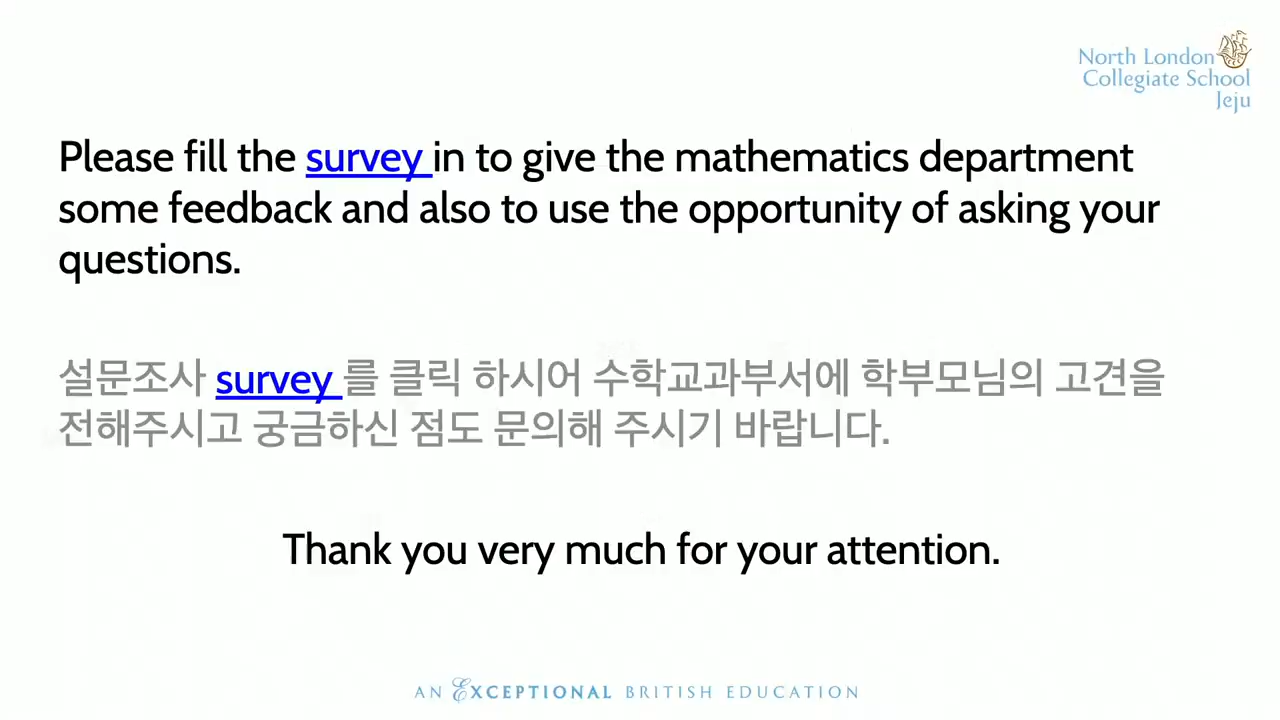 North London
Collegiate School
Jeju
Please fill the survey in to give the mathematics department
some feedback and also to use the opportunity of asking your
questions.
설문조사 survey 를 클릭 하시어 수학교과부서에 학부모님의 고견을
전해주시고 궁금하신 점도 문의해 주시기 바랍니다.
Thank you very much for your attention.
AN EXCEPTIONAL BRITISH EDUCATION